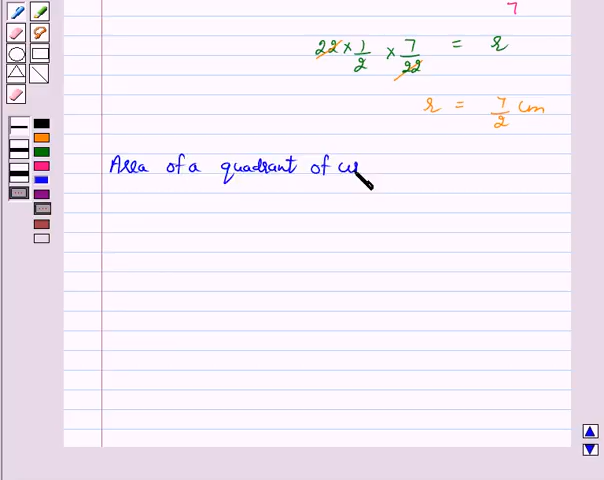 7
22 × 1/2 × 7/22 = r
r = 7/2 cm
Area of a quadrant of